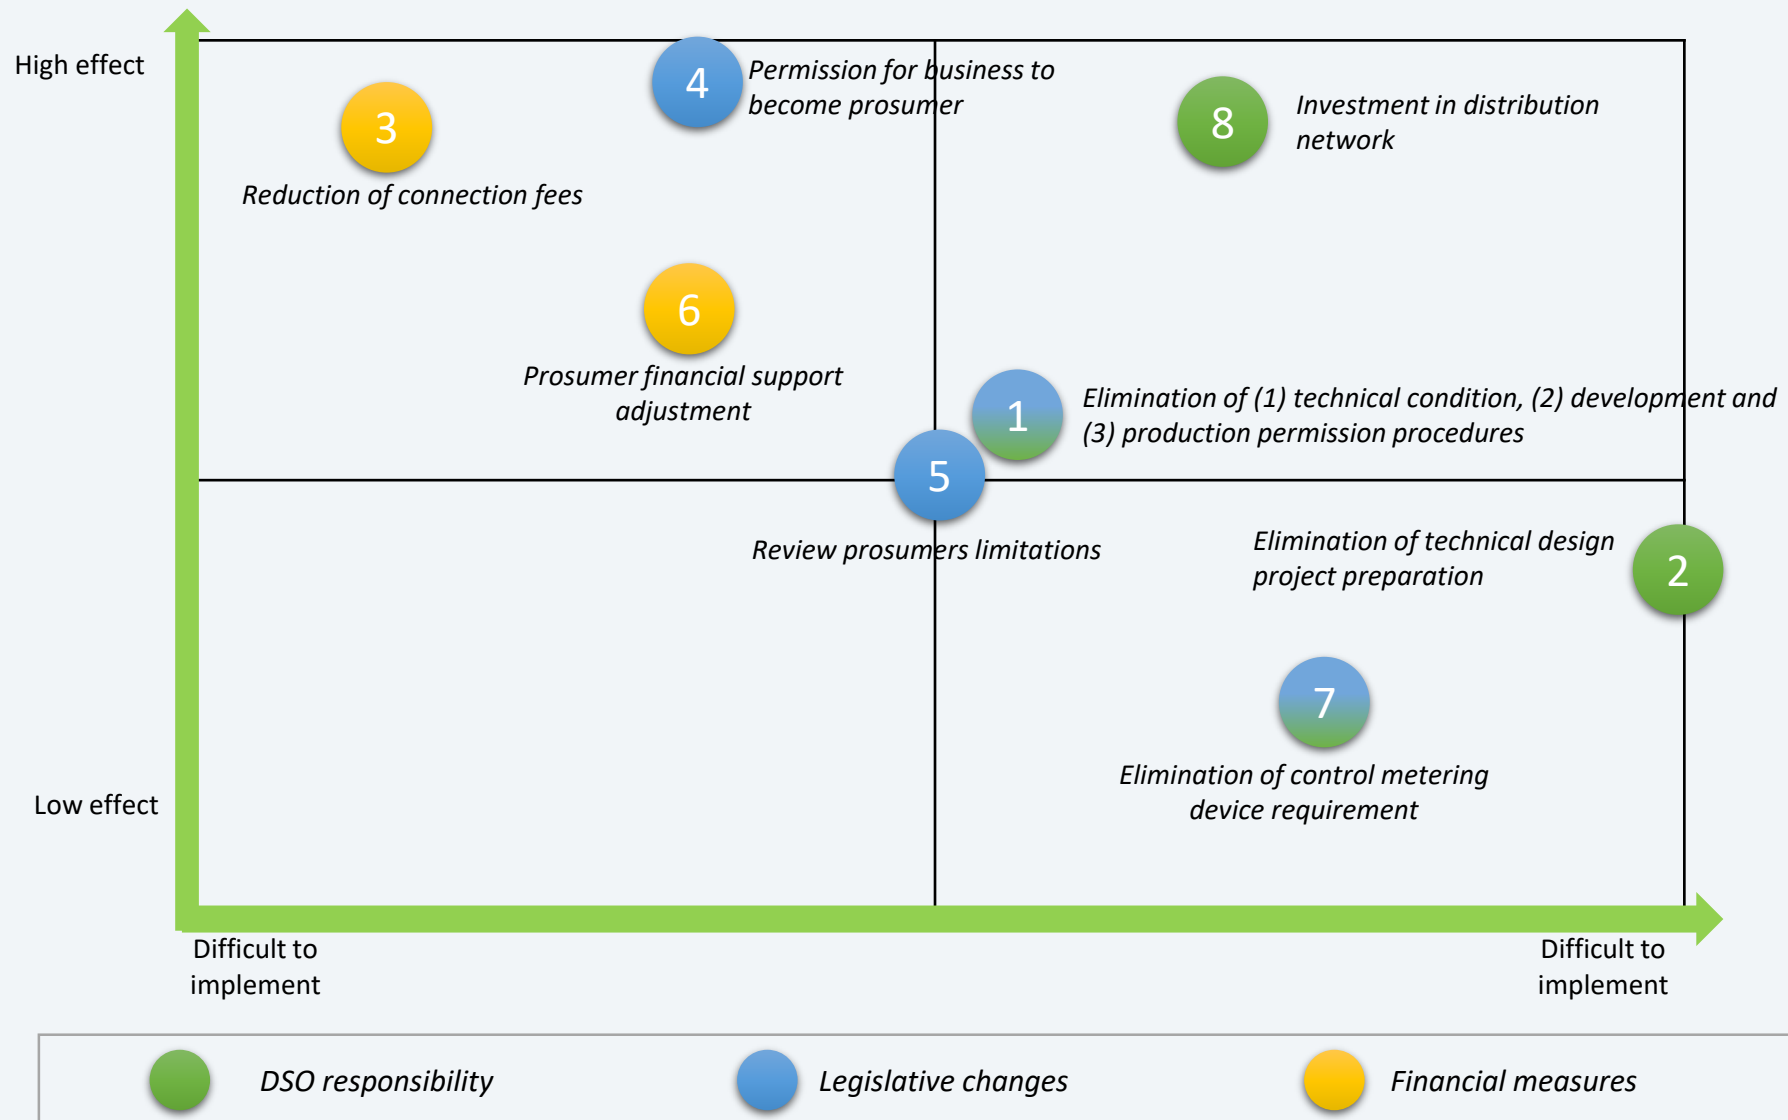 High effect
4
Permission for business to
become prosumer
3
Reduction of connection fees
8
Investment in distribution
network
6
Prosumer financial support
adjustment
1
Elimination of (1) technical condition, (2) development and
(3) production permission procedures
5
Review prosumers limitations
Elimination of technical design
project preparation
2
7
Elimination of control metering
device requirement
Low effect
Difficult to
implement
Difficult to
implement
DSO responsibility
Legislative changes
Financial measures